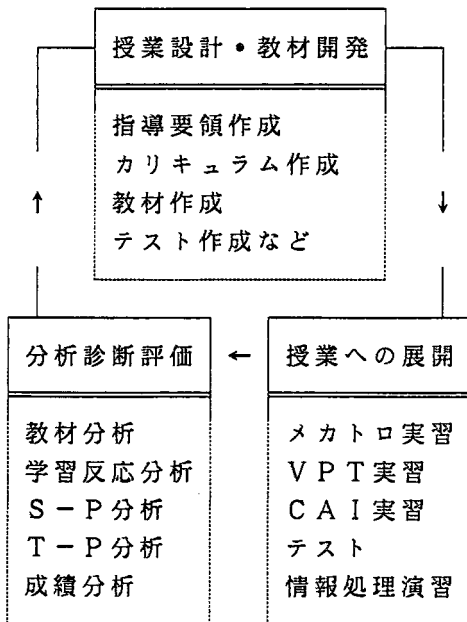 授業設計・教材開発
指導要領作成
カリキュラム作成
教材作成
テスト作成など
↑
↓
分析診断評価
←
授業への展開
教材分析
学習反応分析
S－P分析
T－P分析
成績分析
メカトロ実習
VPT実習
CAI実習
テスト
情報処理演習